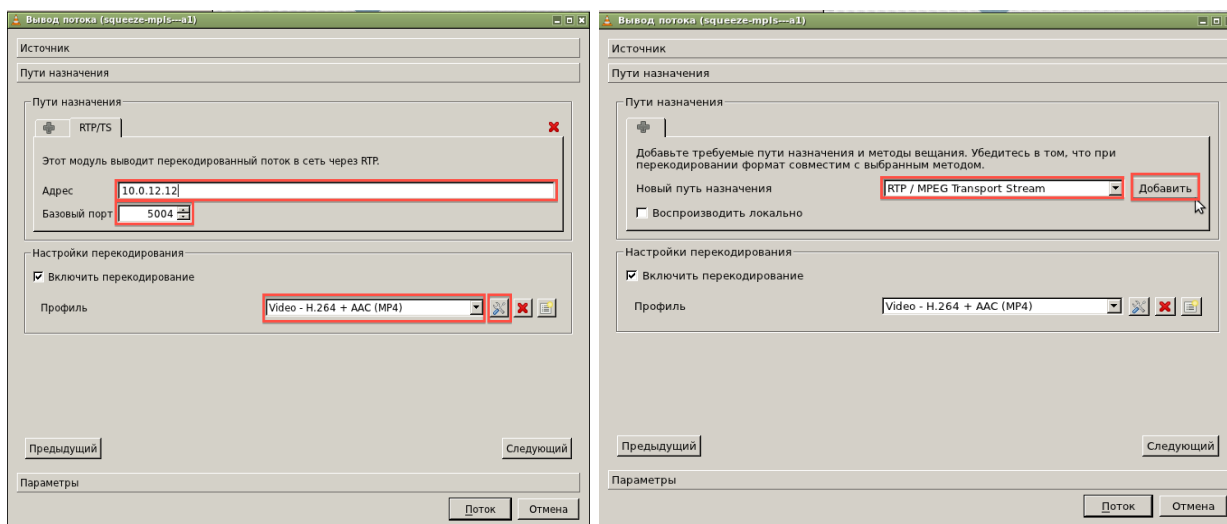 Вывод потока (squeeze-mpls---a1)
Источник
Пути назначения
Пути назначения
RTP/TS
Этот модуль выводит перекодированный поток в сеть через RTP.
Адрес
10.0.12.12
Базовый порт
5004
Настройки перекодирования
Включить перекодирование
Профиль
Video - H.264 + AAC (MP4)
Предыдущий
Следующий
Параметры
Поток
Отмена
Вывод потока (squeeze-mpls---a1)
Источник
Пути назначения
Пути назначения
Добавьте требуемые пути назначения и методы вещания. Убедитесь в том, что при
перекодировании формат совместим с выбранным методом.
Новый путь назначения
RTP / MPEG Transport Stream
Добавить
Воспроизводить локально
Настройки перекодирования
Включить перекодирование
Профиль
Video - H.264 + AAC (MP4)
Предыдущий
Следующий
Параметры
Поток
Отмена